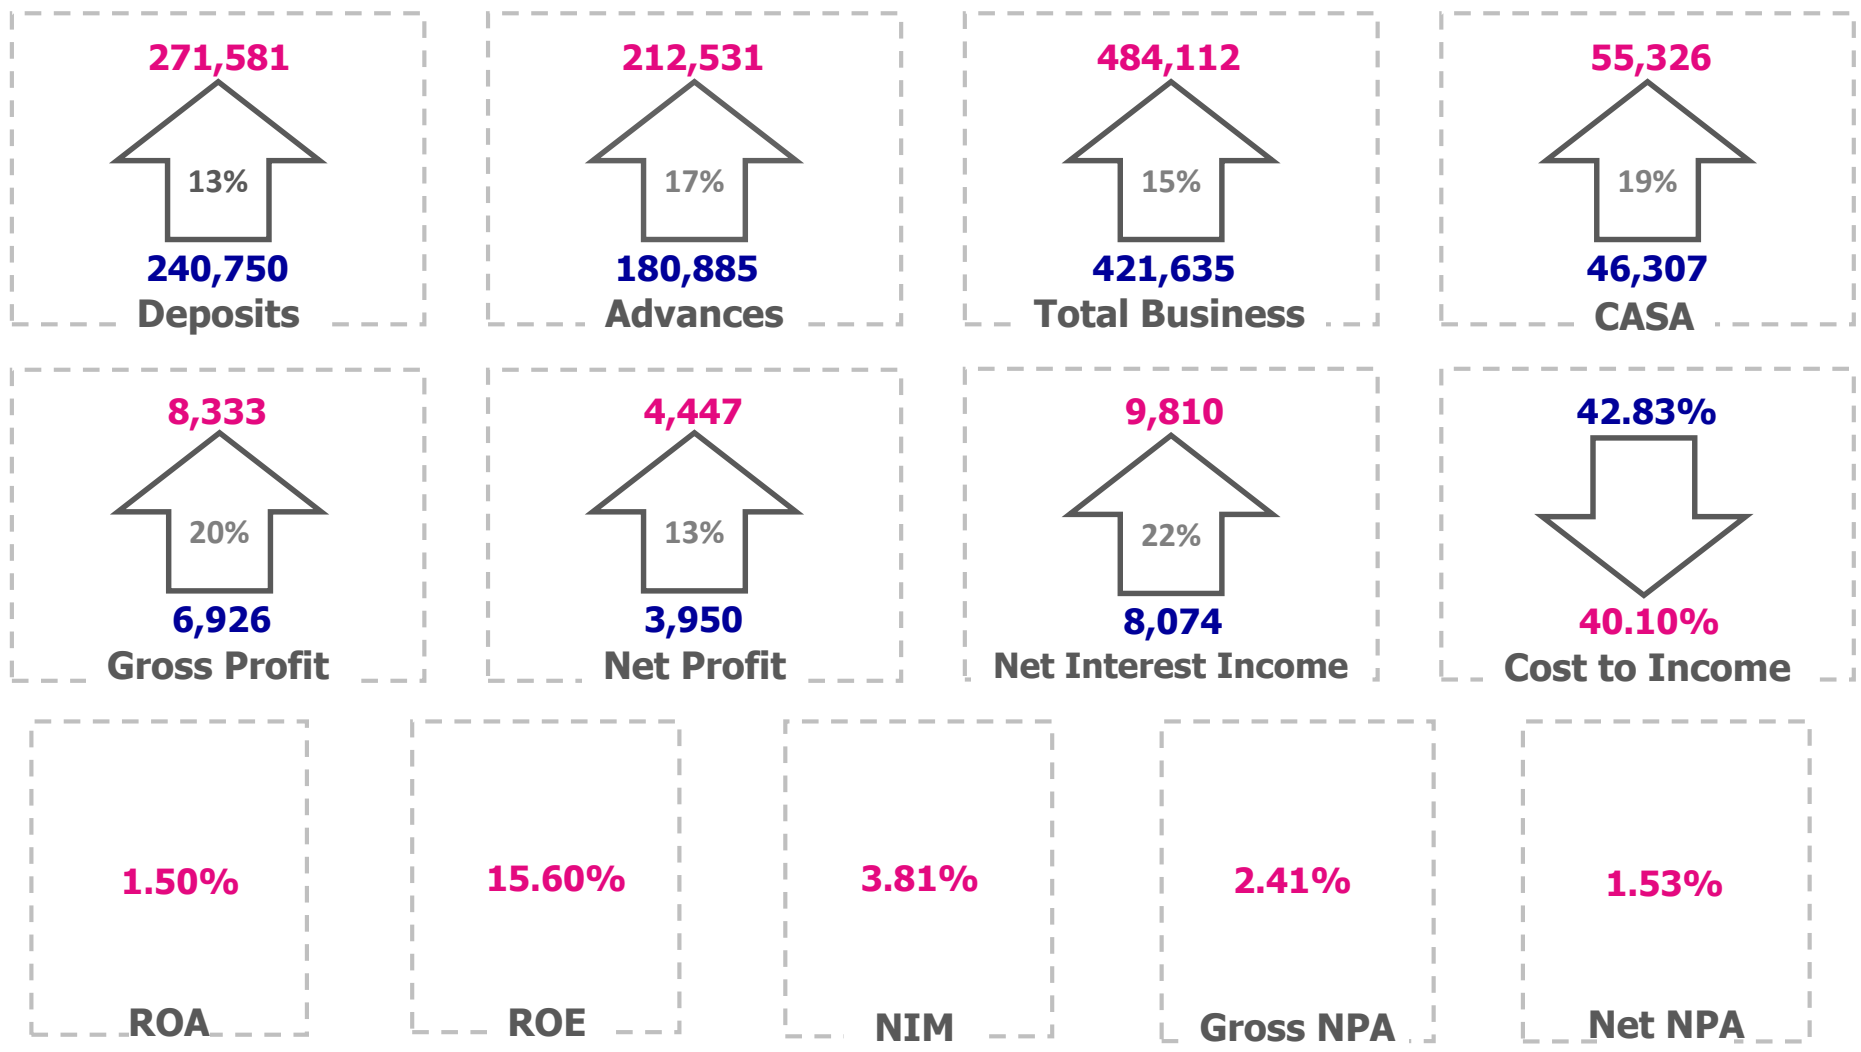 271,581
13%
240,750
Deposits
212,531
17%
180,885
Advances
484,112
15%
421,635
Total Business
55,326
19%
46,307
CASA
8,333
20%
6,926
Gross Profit
4,447
13%
3,950
Net Profit
9,810
22%
8,074
Net Interest Income
42.83%
40.10%
Cost to Income
1.50%
ROA
15.60%
ROE
3.81%
NIM
2.41%
Gross NPA
1.53%
Net NPA